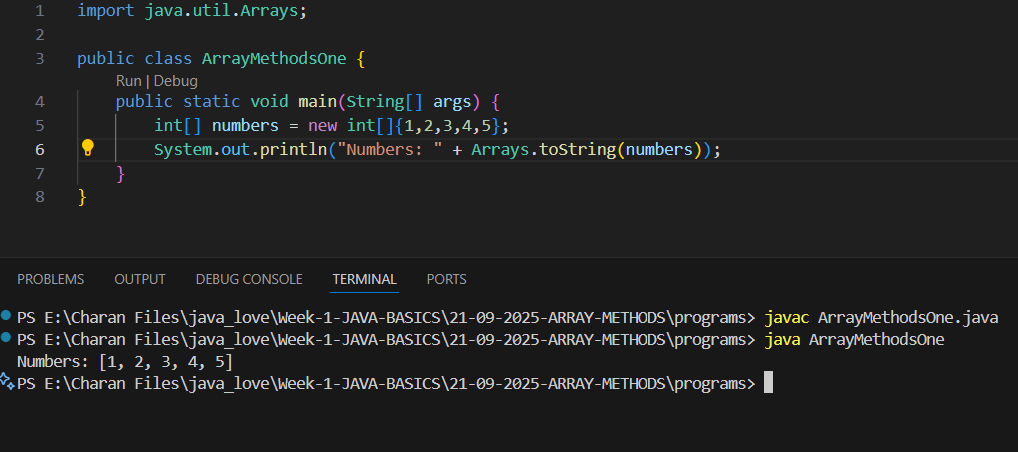 1 import java.util.Arrays;
2
3 public class ArrayMethodsOne {
Run | Debug
4 public static void main(String[] args) {
5 int[] numbers = new int[]{1,2,3,4,5};
6 System.out.println("Numbers: " + Arrays.toString(numbers));
7 }
8 }
PROBLEMS OUTPUT DEBUG CONSOLE TERMINAL PORTS
PS E:\Charan Files\java_love\Week-1-JAVA-BASICS\21-09-2025-ARRAY-METHODS\programs> javac ArrayMethodsOne.java
PS E:\Charan Files\java_love\Week-1-JAVA-BASICS\21-09-2025-ARRAY-METHODS\programs> java ArrayMethodsOne
Numbers: [1, 2, 3, 4, 5]
PS E:\Charan Files\java_love\Week-1-JAVA-BASICS\21-09-2025-ARRAY-METHODS\programs>